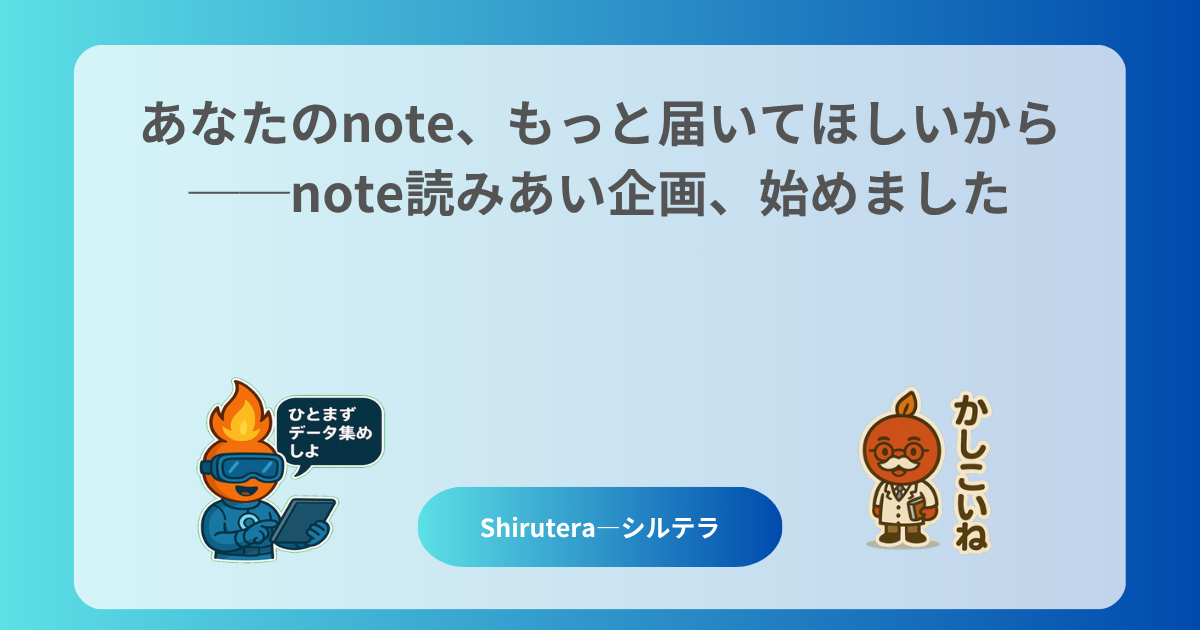 あなたのnote、もっと届いてほしいから
──note読みあい企画、始めました
ひとまず
データ集め
しよ
かしこいね
Shirutera―シルテラ